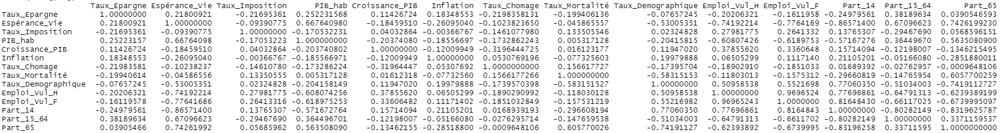 Taux_Epargne Espérance_Vie Taux_Imposition PIB_hab Croissance_PIB Inflation Taux_Chomage Taux_Mortalité Taux_Demographique Emploi_Vul_H Emploi_Vul_F Part_14 Part_15_64 Part_65
Taux_Epargne 1.00000000 0.21800921 -0.21695361 0.252231568 0.11426724 0.18348553 -0.2198358131 -0.199406136 -0.07657245 -0.20206321 -0.1611958 -0.24979561 0.38189634 0.0390546593
Espérance_Vie 0.21800921 1.00000000 -0.09390775 0.667640980 -0.18459510 -0.26095040 -0.1023823650 -0.045865557 -0.53005351 -0.74192214 -0.7764169 -0.86571400 0.67096623 0.7426199230
Taux_Imposition -0.21695361 -0.09390775 1.00000000 -0.170532231 0.04032864 -0.00366767 -0.1461077980 0.133505546 0.02324828 0.27981775 0.2641332 0.13765307 -0.29467690 0.0568596151
PIB_hab 0.25223157 0.66764098 -0.17053223 1.000000000 -0.20374080 -0.18556697 -0.1732862243 0.005317128 -0.20415815 -0.60807426 -0.6189753 -0.57167276 0.36449670 0.5635080900
Croissance_PIB 0.11426724 -0.18459510 0.04032864 -0.203740802 1.00000000 -0.12009949 -0.3196444725 0.016123177 0.11947020 0.37855620 0.3360648 0.15714094 -0.12198007 -0.1346215495
Inflation 0.18348553 -0.26095040 -0.00366767 -0.185566971 -0.12009949 1.00000000 0.0530769196 -0.077325603 0.19979888 0.06505299 0.1117140 0.21105201 -0.05166080 -0.2851880011
Taux_Chomage -0.21983581 -0.10238237 -0.14610780 -0.173286224 -0.31964447 0.05307692 1.0000000000 0.156617727 -0.17395704 -0.18902910 -0.1851033 0.01689392 -0.02762957 -0.0009648106
Taux_Mortalité -0.19940614 -0.04586556 0.13350555 0.005317128 0.01612318 -0.07732560 0.1566177266 1.000000000 -0.58315153 -0.11803013 -0.1575312 -0.29660819 -0.14765954 0.6057700259
Taux_Demographique -0.07657245 -0.53005351 0.02324828 -0.204158149 0.11947020 0.19979888 -0.1739570398 -0.583151527 1.00000000 0.50958538 0.5521698 0.77060350 -0.51034003 -0.7419112727
Emploi_Vul_H -0.20206321 -0.74192214 0.27981775 -0.608074256 0.37855620 0.06505299 -0.1890290992 -0.118030128 0.50958538 1.00000000 0.9696524 0.77696861 -0.64791313 -0.6239389199
Emploi_Vul_F -0.16119578 -0.77641686 0.26413316 -0.618975253 0.33606482 0.11171402 -0.1851032849 -0.157531219 0.55216982 0.96965243 1.0000000 0.81648430 -0.66117025 -0.6739995097
Part_14 -0.24979561 -0.86571400 0.13765307 -0.571672764 0.15714094 0.21105201 0.0168939193 -0.296608194 0.77060350 0.77696861 0.8164843 1.00000000 -0.80282149 -0.8319625787
Part_15_64 0.38189634 0.67096623 -0.29467690 0.364496701 -0.12198007 -0.05166080 -0.0276295714 -0.147659538 -0.51034003 -0.64791313 -0.6611702 -0.80282149 1.00000000 0.3371159537
Part_65 0.03905466 0.74261992 0.05685962 0.563508090 -0.13462155 -0.28518800 -0.0009648106 0.605770026 -0.74191127 -0.62393892 -0.6739995 -0.83196258 0.33711595 1.0000000000